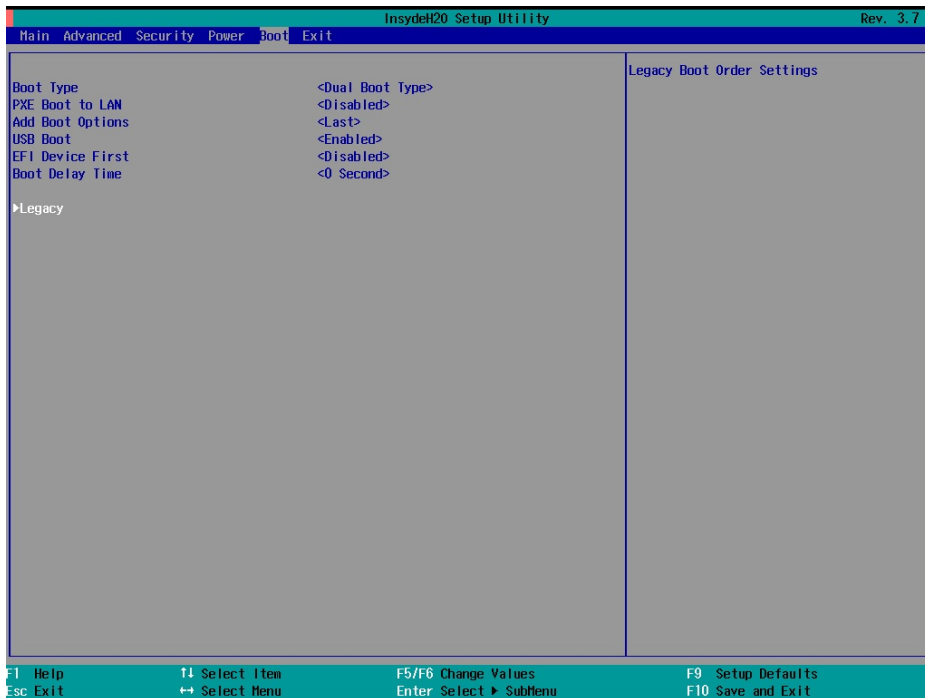 InsydeH20 Setup Utility Rev. 3.7
Main Advanced Security Power Boot Exit
Legacy Boot Order Settings
Boot Type <Dual Boot Type>
PXE Boot to LAN <Disabled>
Add Boot Options <Last>
USB Boot <Enabled>
EFI Device First <Disabled>
Boot Delay Time <0 Second>
▶Legacy
F1 Help ↑↓ Select Item F5/F6 Change Values F9 Setup Defaults
Esc Exit ↔ Select Menu Enter Select ▶ SubMenu F10 Save and Exit